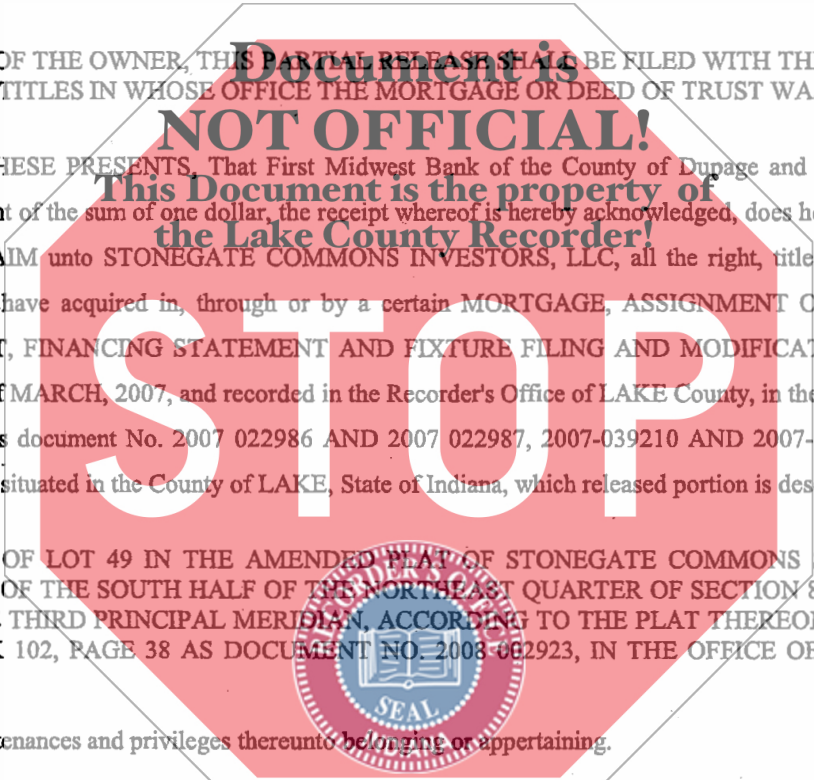 OF THE OWNER, THIS PARTIAL RELEASE SHALL BE FILED WITH TH
TITLES IN WHOSE OFFICE THE MORTGAGE OR DEED OF TRUST WA
Document is
NOT OFFICIAL!
This Document is the property of
the Lake County Recorder!
HESE PRESENTS, That First Midwest Bank of the County of Dupage and
t of the sum of one dollar, the receipt whereof is hereby acknowledged, does h
AIM unto STONEGATE COMMONS INVESTORS, LLC, all the right, title
have acquired in, through or by a certain MORTGAGE, ASSIGNMENT O
, FINANCING STATEMENT AND FIXTURE FILING AND MODIFICAT
f MARCH, 2007, and recorded in the Recorder's Office of LAKE County, in the
s document No. 2007 022986 AND 2007 022987, 2007-039210 AND 2007-
situated in the County of LAKE, State of Indiana, which released portion is des
STOP
OF LOT 49 IN THE AMENDED PLAT OF STONEGATE COMMONS
OF THE SOUTH HALF OF THE NORTHEAST QUARTER OF SECTION 8
THIRD PRINCIPAL MERIDIAN, ACCORDING TO THE PLAT THEREOF
102, PAGE 38 AS DOCUMENT NO. 2008-002923, IN THE OFFICE OF
RECORDER'S OFFICE
SEAL
INDIANA
enances and privileges thereunto belonging or appertaining.